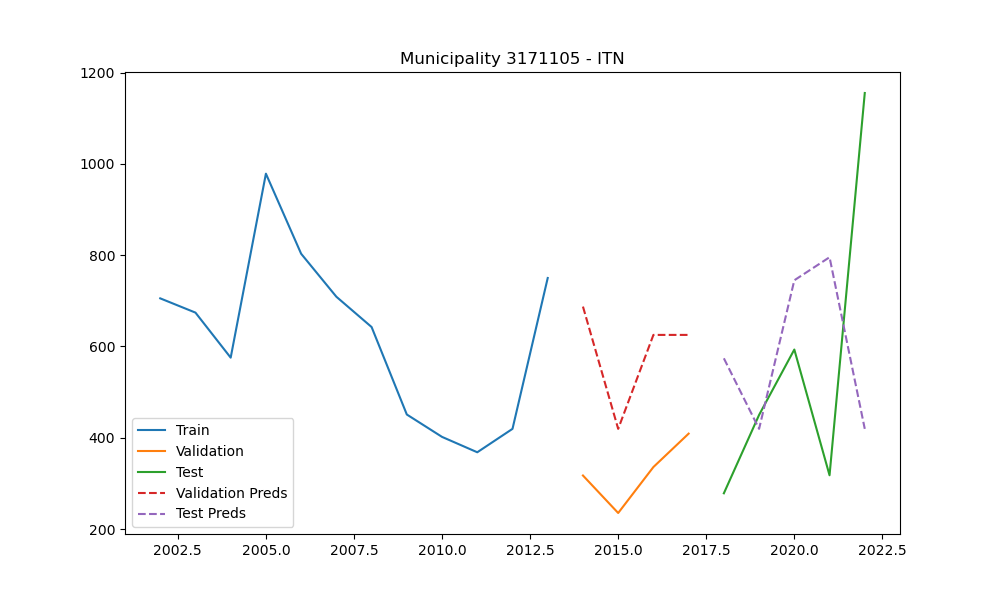 Municipality 3171105 - ITN
1200
1000
800
600
400
200
Train
Validation
Test
Validation Preds
Test Preds
2002.5 2005.0 2007.5 2010.0 2012.5 2015.0 2017.5 2020.0 2022.5